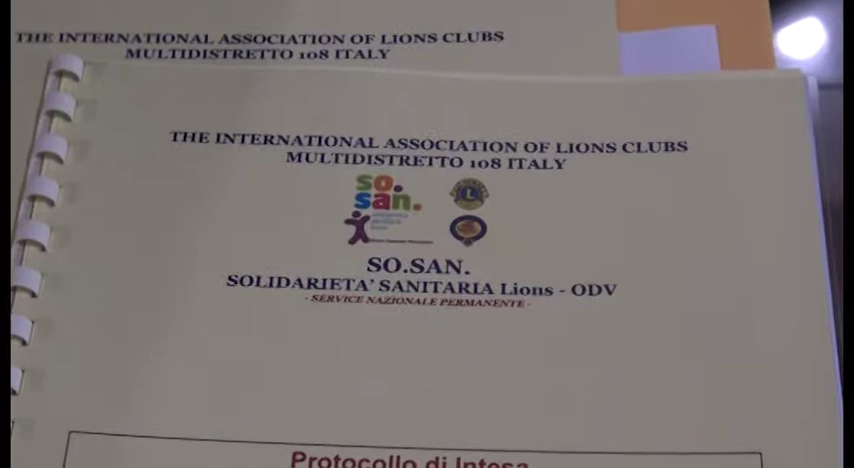 THE INTERNATIONAL ASSOCIATION OF LIONS CLUBS
MULTIDISTRETTO 108 ITALY
THE INTERNATIONAL ASSOCIATION OF LIONS CLUBS
MULTIDISTRETTO 108 ITALY
so.
san.
L
SO.SAN.
SOLIDARIETA' SANITARIA Lions - ODV
- SERVICE NAZIONALE PERMANENTE -
Protocollo di Intesa